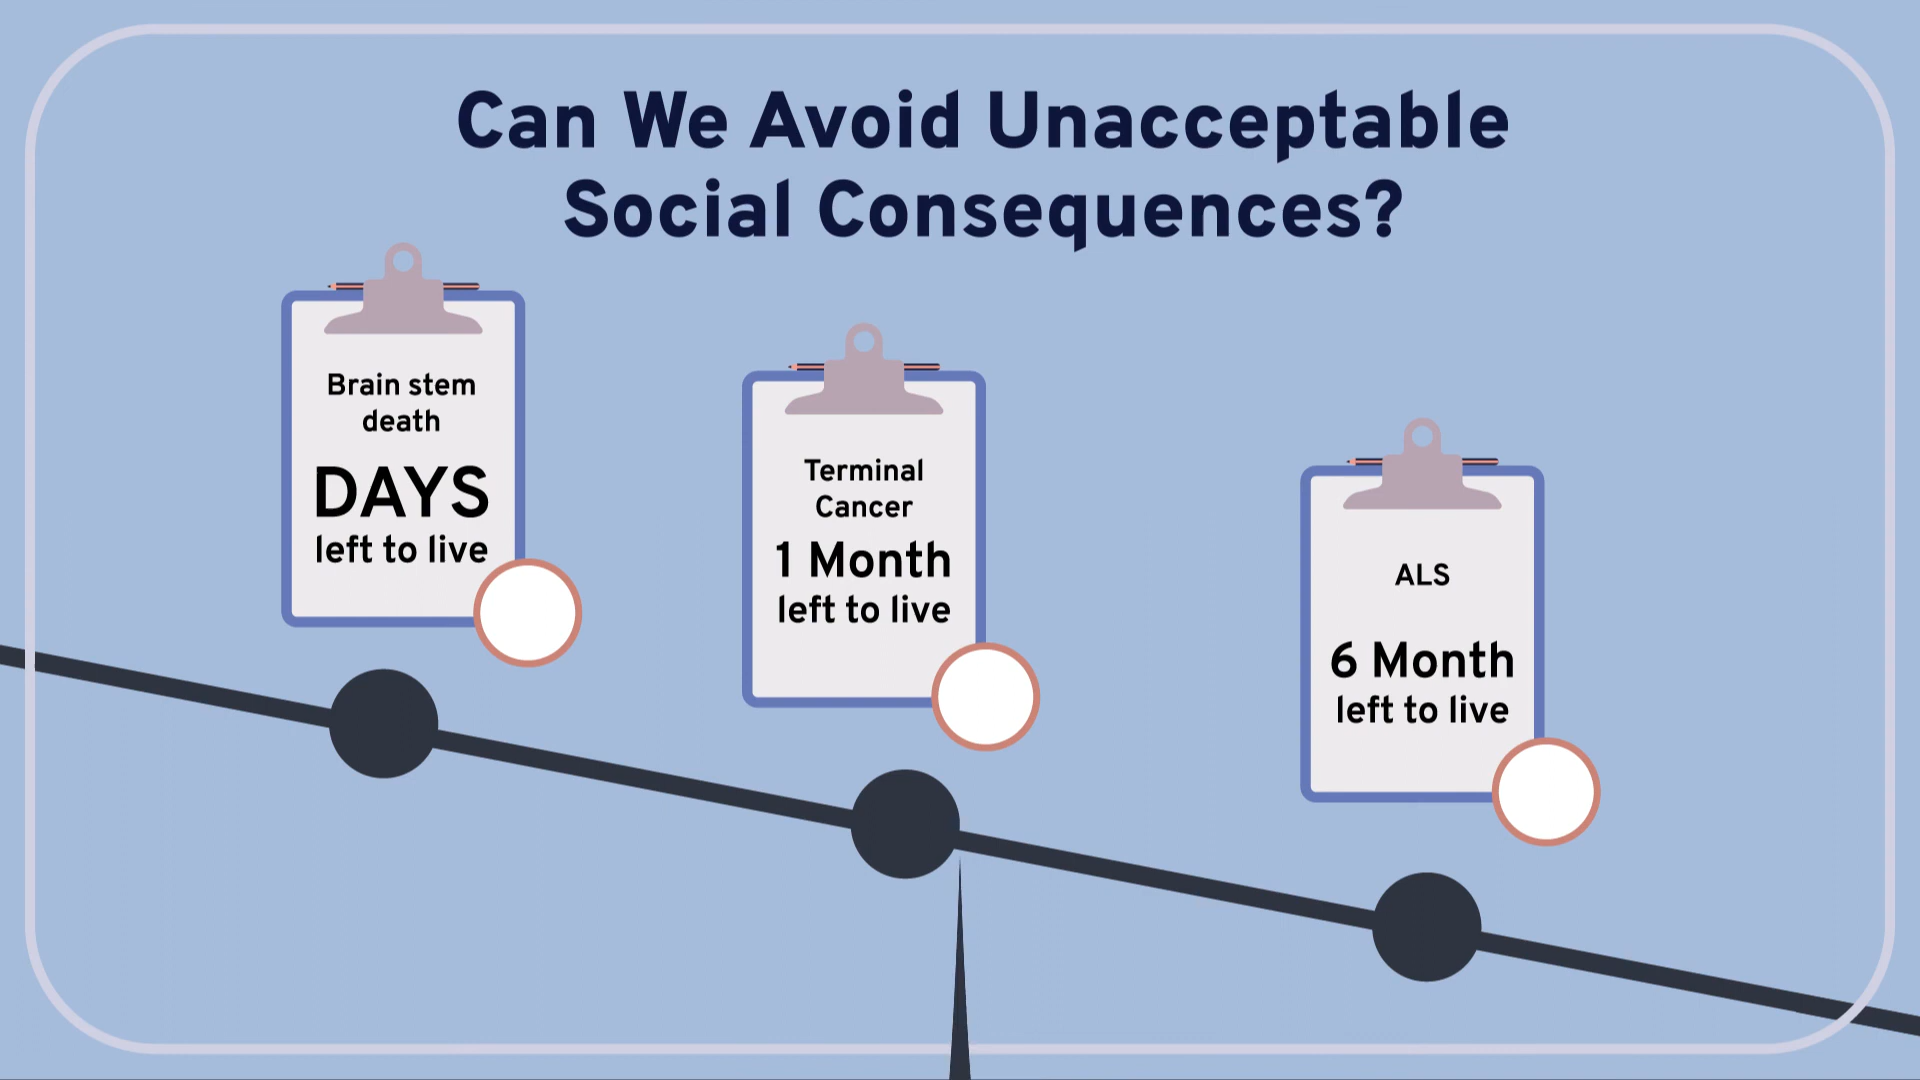 Can We Avoid Unacceptable
Social Consequences?
Brain stem
death
DAYS
left to live
Terminal
Cancer
1 Month
left to live
ALS
6 Month
left to live